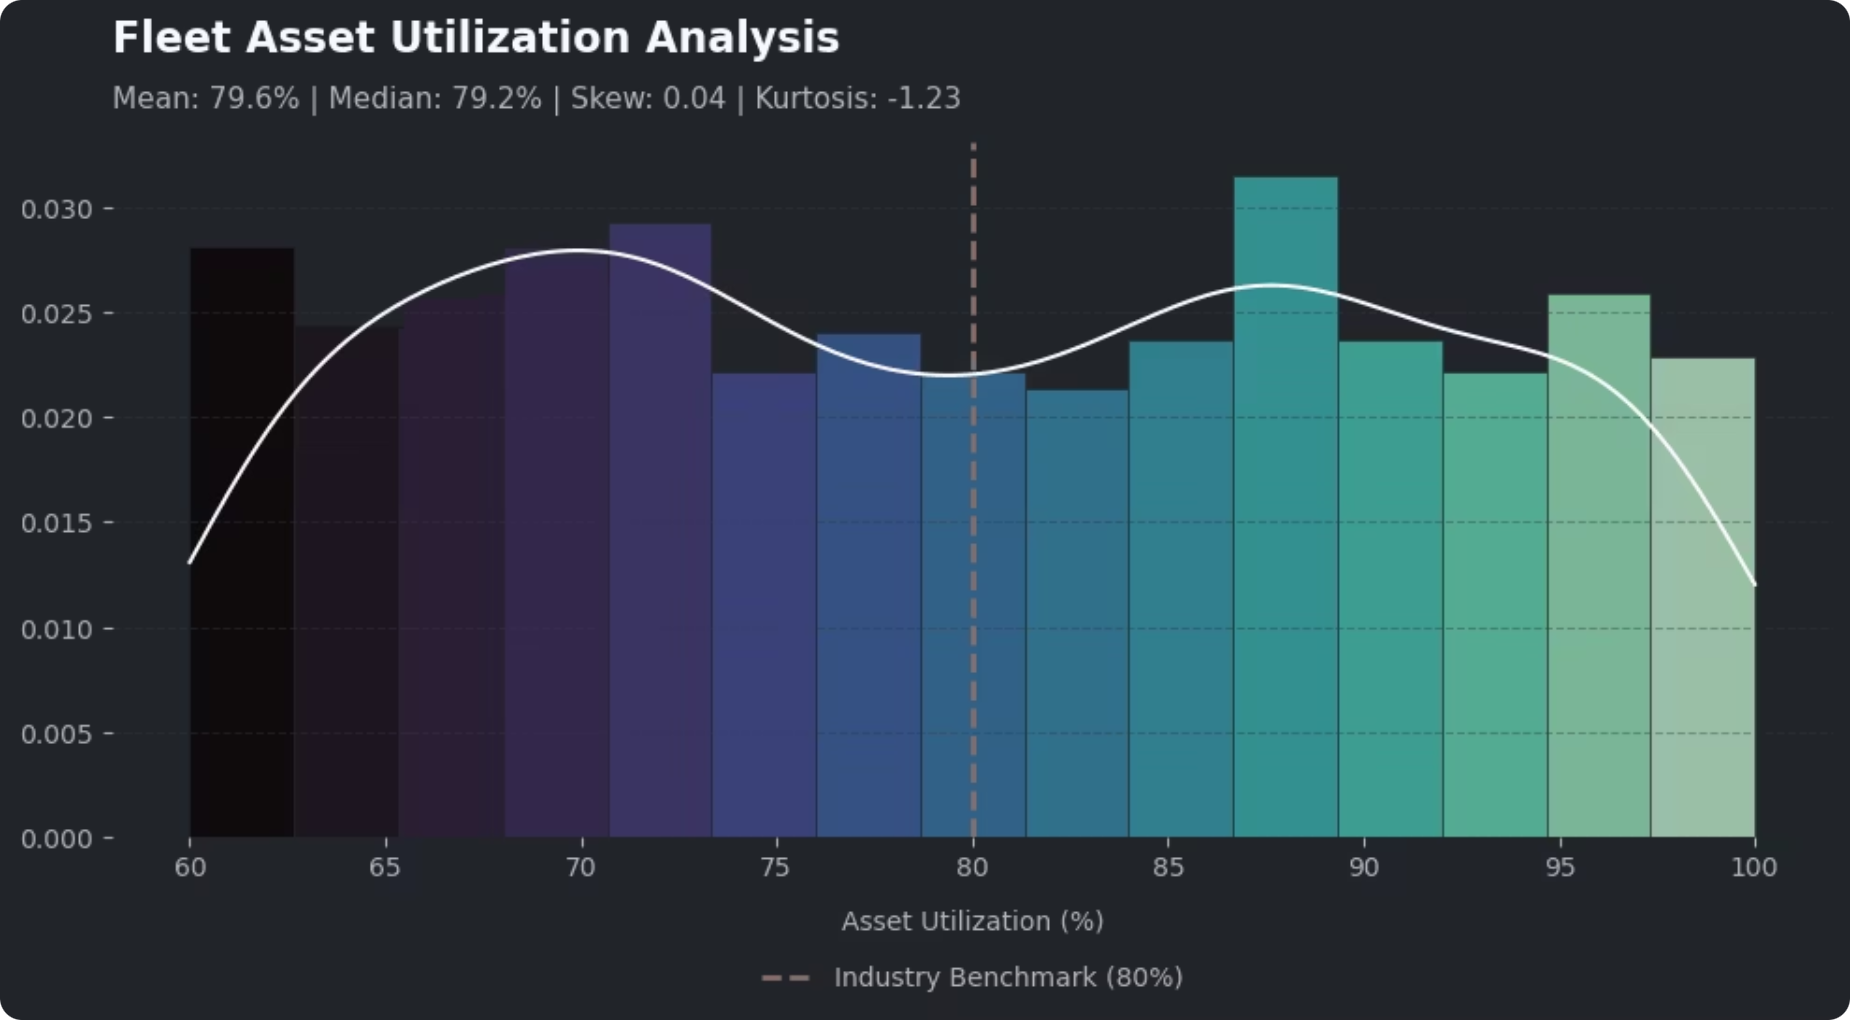 Fleet Asset Utilization Analysis
Mean: 79.6% | Median: 79.2% | Skew: 0.04 | Kurtosis: -1.23
0.030
0.025
0.020
0.015
0.010
0.005
0.000
60 65 70 75 80 85 90 95 100
Asset Utilization (%)
Industry Benchmark (80%)